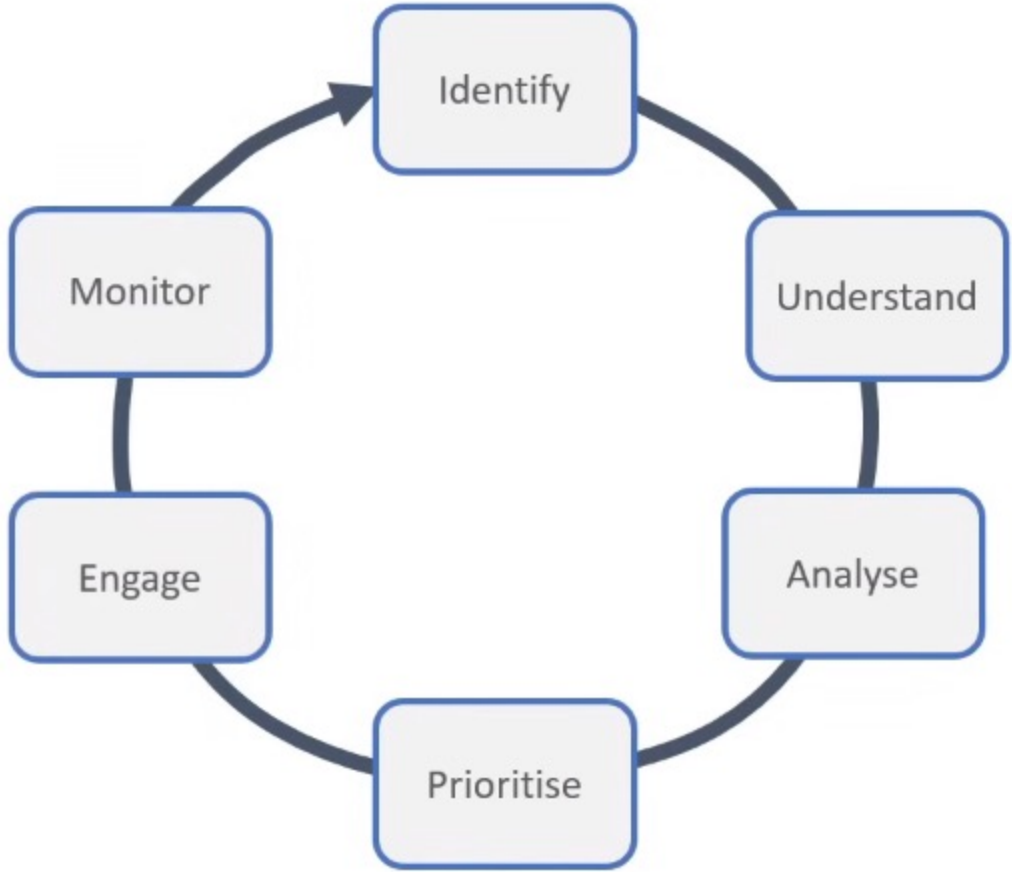 Identify
Understand
Analyse
Prioritise
Engage
Monitor